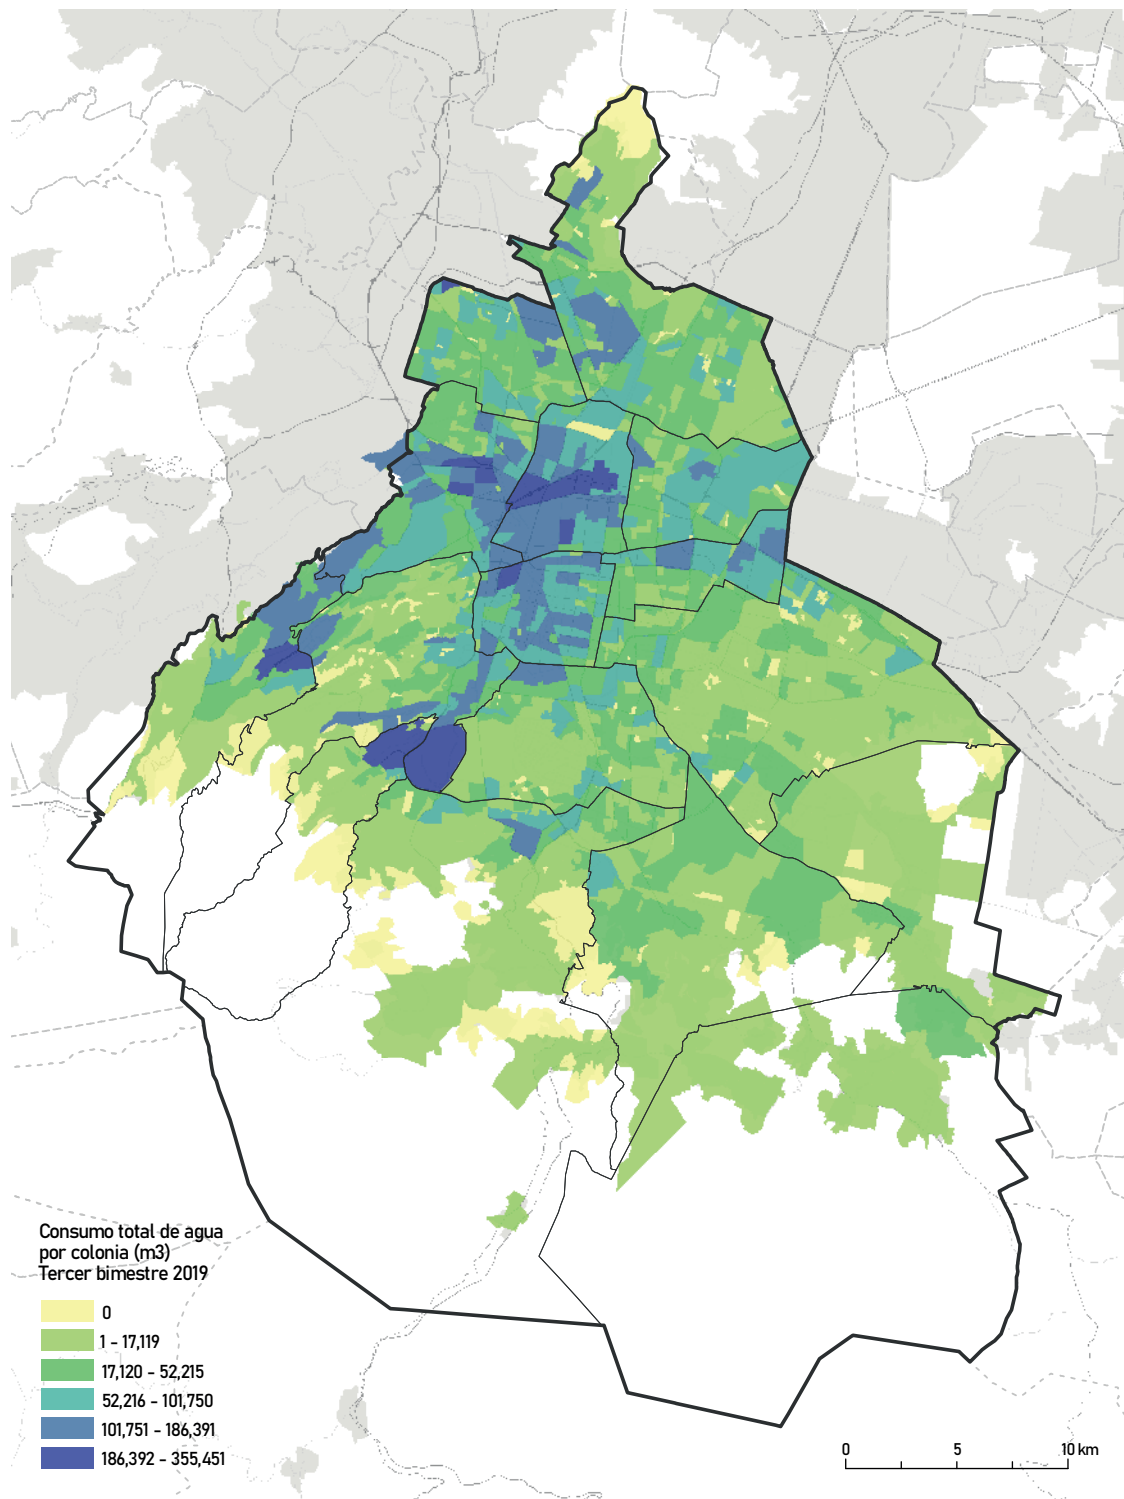 Consumo total de agua
por colonia (m3)
Tercer bimestre 2019
0
1 - 17,119
17,120 - 52,215
52,216 - 101,750
101,751 - 186,391
186,392 - 355,451
0 5 10 km